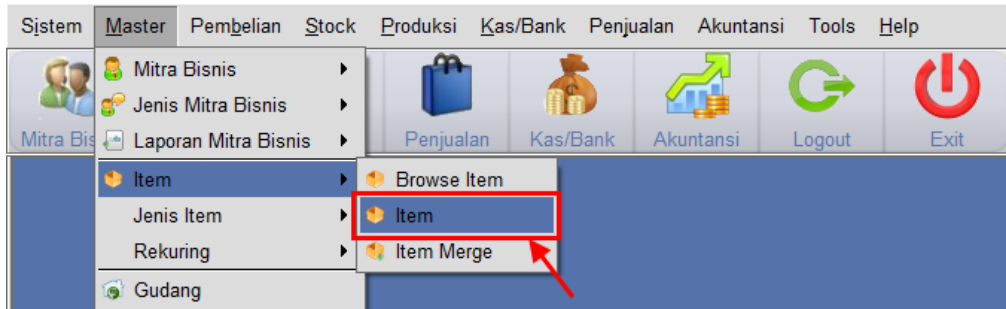 Sistem Master Pembelian Stock Produksi Kas/Bank Penjualan Akuntansi Tools Help
Mitra Bisnis
Jenis Mitra Bisnis
Mitra Bis Laporan Mitra Bisnis Penjualan Kas/Bank Akuntansi Logout Exit
Item Browse Item
Jenis Item Item
Rekuring Item Merge
Gudang